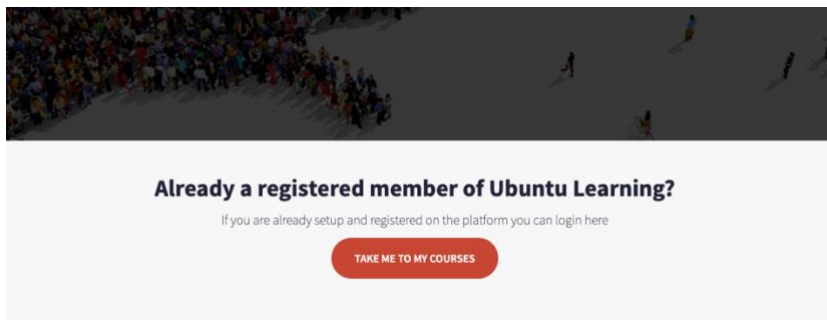 Already a registered member of Ubuntu Learning?
If you are already setup and registered on the platform you can login here
TAKE ME TO MY COURSES